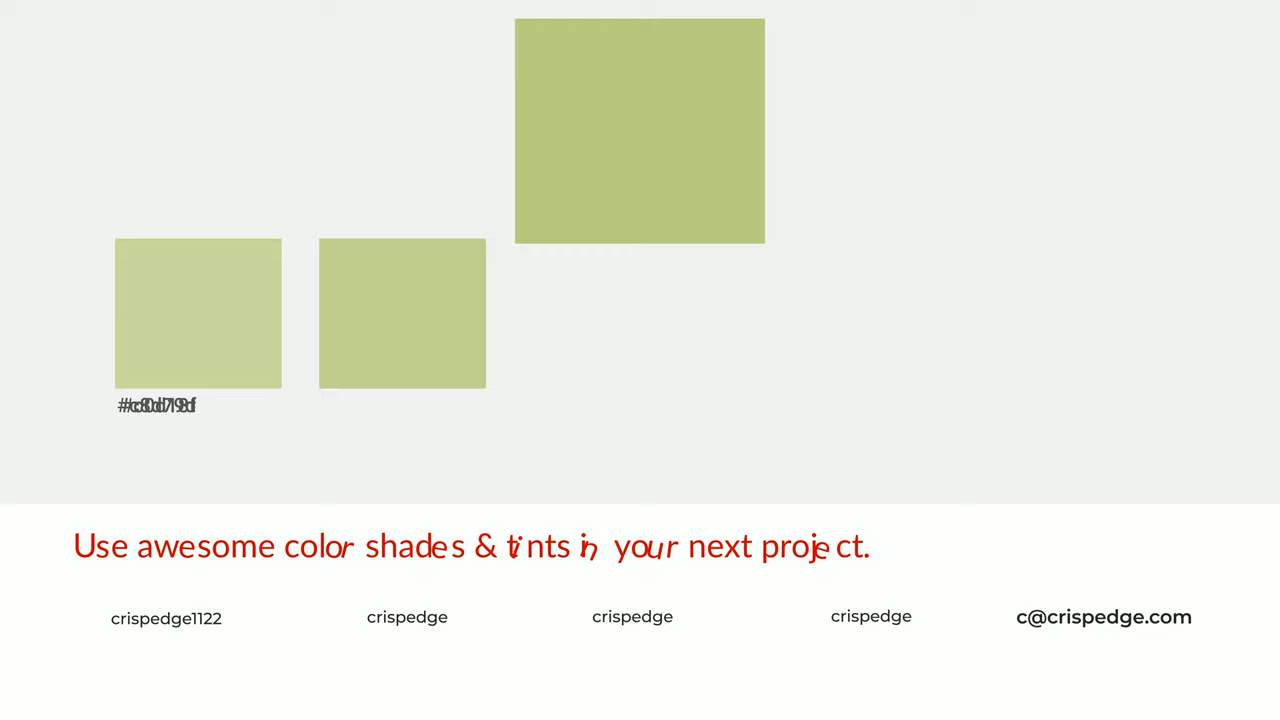 Use awesome color shades & tints in your next project.
crispedge1122 crispedge crispedge crispedge c@crispedge.com